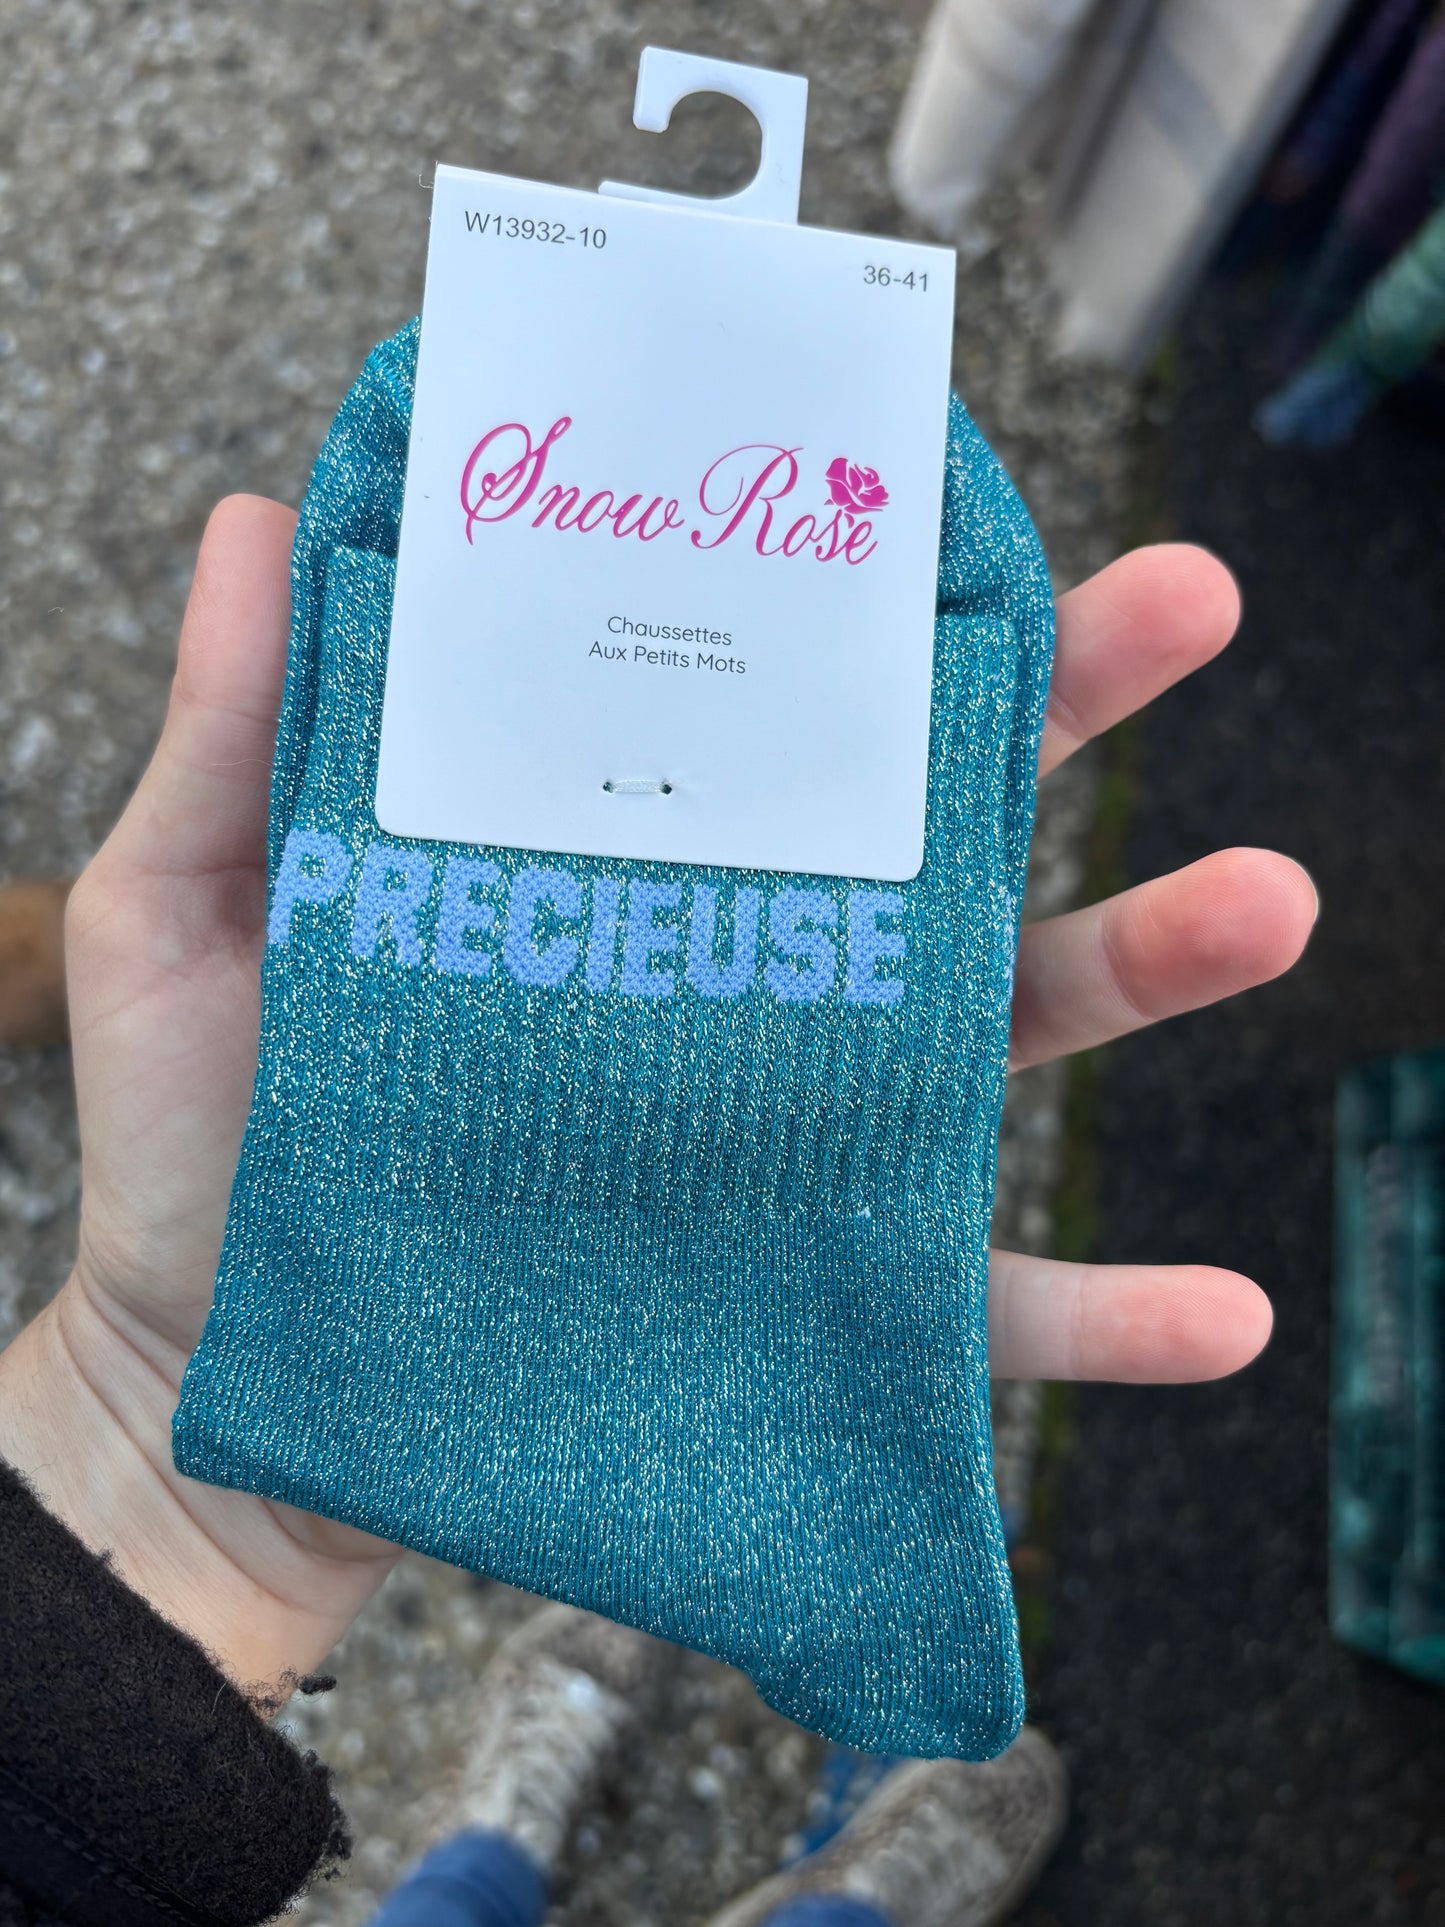 W13932-10
36-41
Snow Rose
Chaussettes
Aux Petits Mots
PRECIEUSE